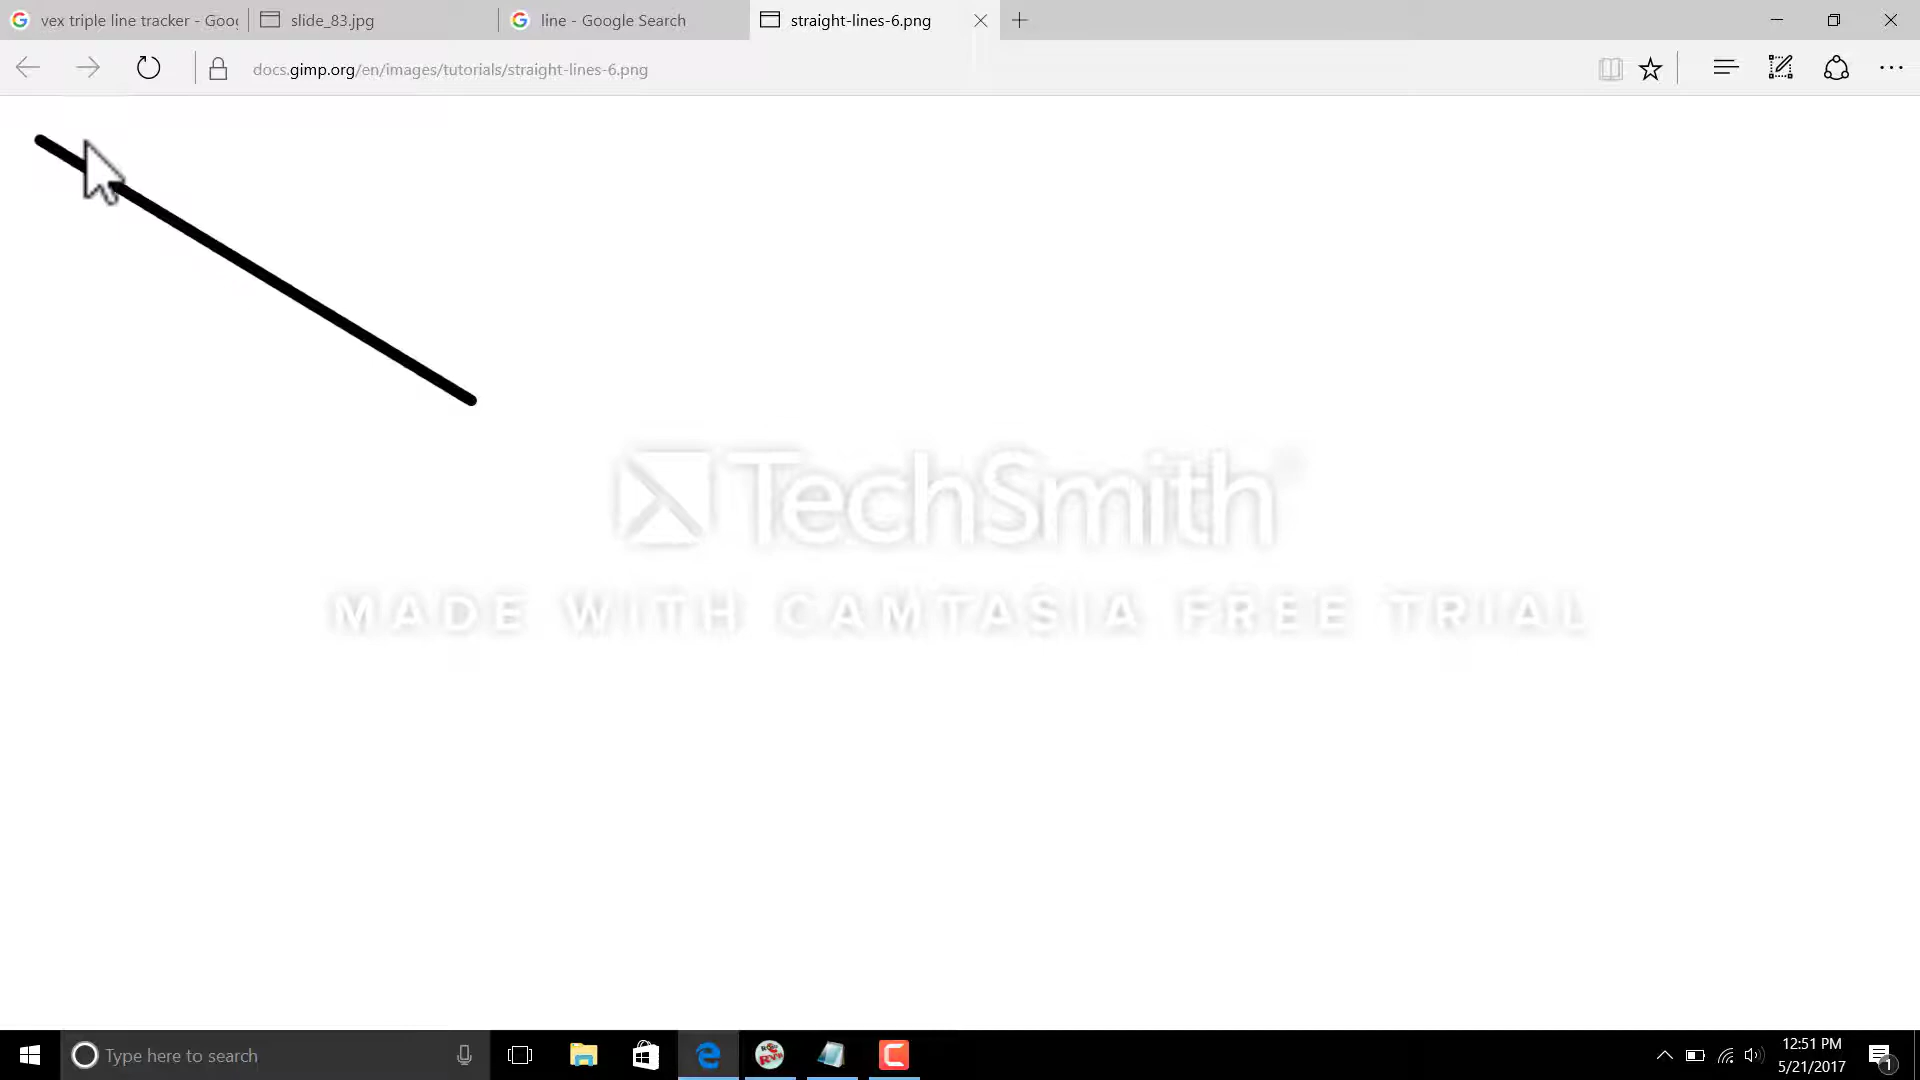 vex triple line tracker - Goo
slide_83.jpg
line - Google Search
straight-lines-6.png
docs.gimp.org/en/images/tutorials/straight-lines-6.png
TechSmith
MADE WITH CAMTASIA FREE TRIAL
Type here to search
12:51 PM
5/21/2017
1